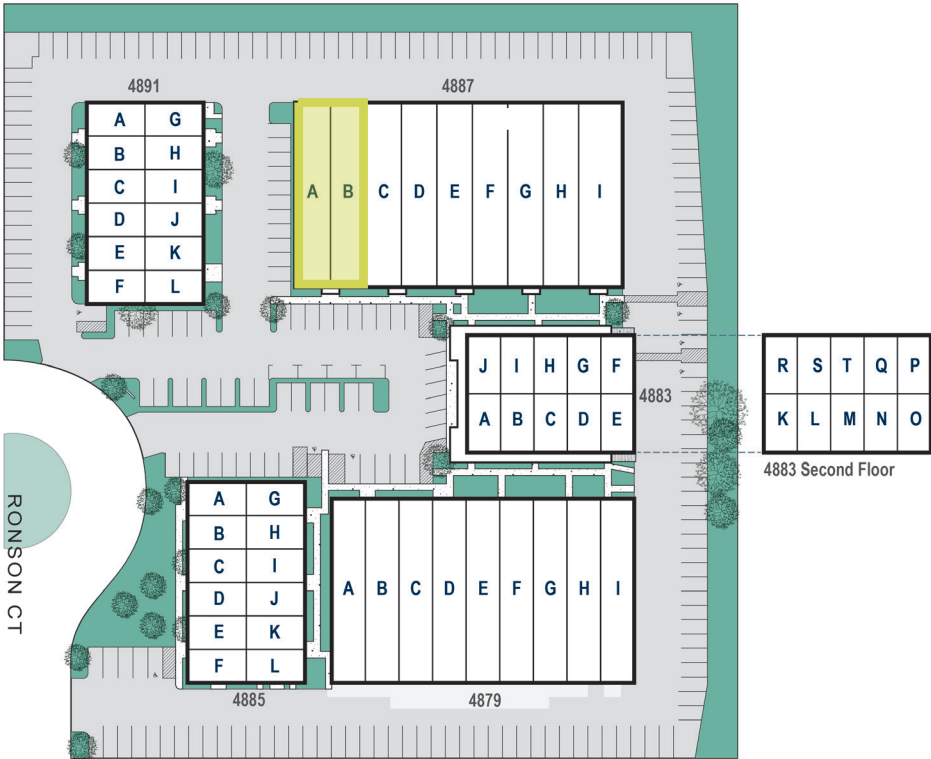 4891
4887
A G
B H
C I
D J
E K
F L
A B C D E F G H I
J I H G F
A B C D E
4883
R S T Q P
K L M N O
4883 Second Floor
RONSON CT
A G
B H
C I
D J
E K
F L
A B C D E F G H I
4885
4879